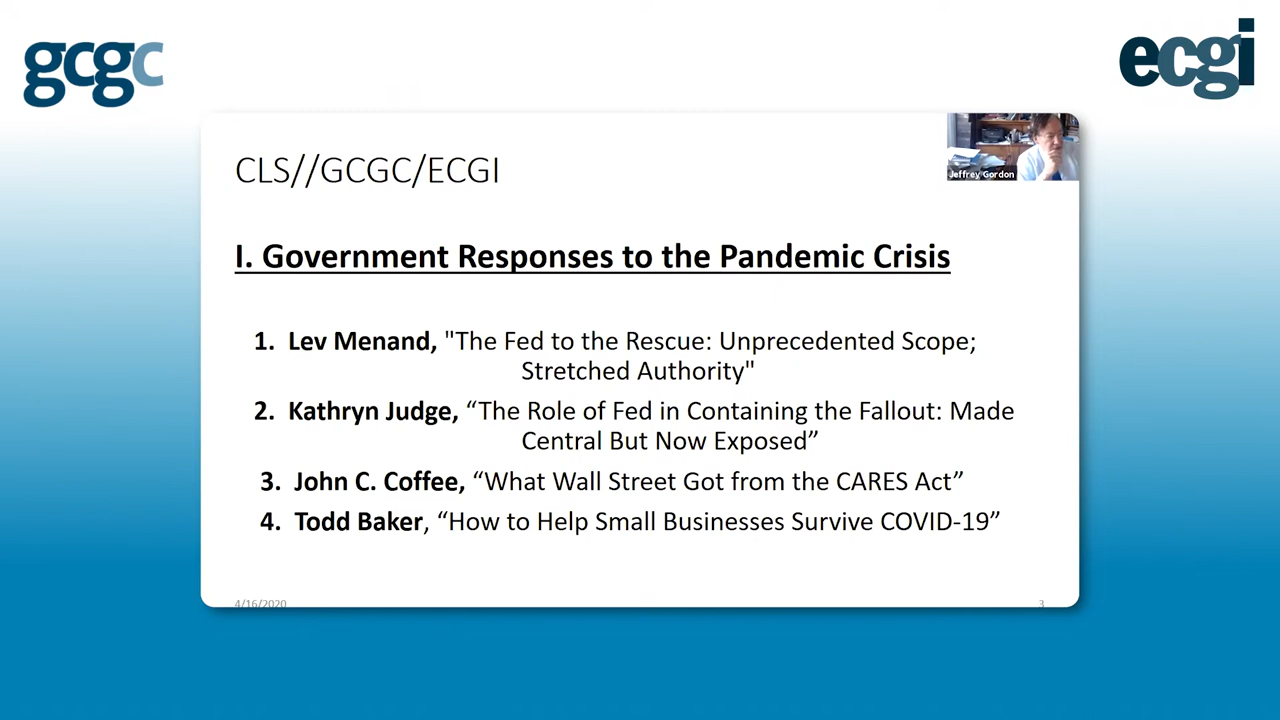 gcgc
ecgi
Jeffrey Gordon
CLS//GCGC/ECGI
I. Government Responses to the Pandemic Crisis
1. Lev Menand, "The Fed to the Rescue: Unprecedented Scope;
Stretched Authority"
2. Kathryn Judge, “The Role of Fed in Containing the Fallout: Made
Central But Now Exposed”
3. John C. Coffee, “What Wall Street Got from the CARES Act”
4. Todd Baker, “How to Help Small Businesses Survive COVID-19”
4/16/2020
3